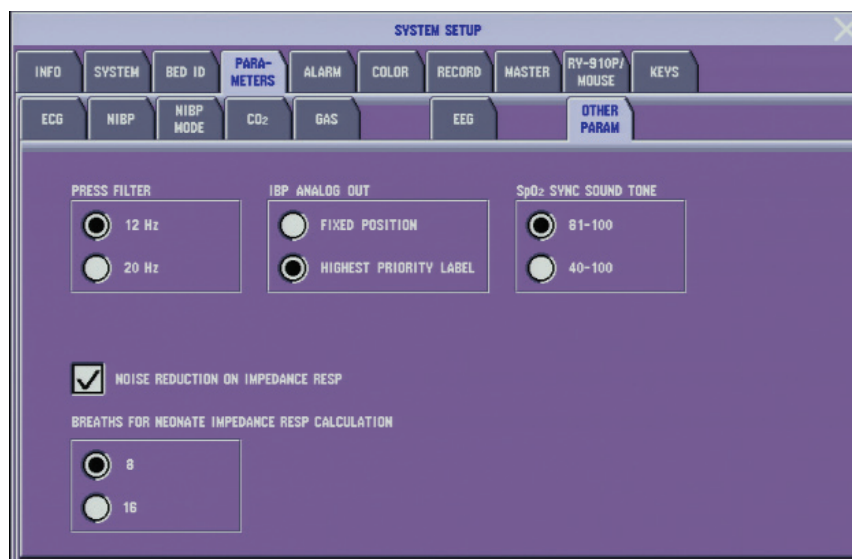 SYSTEM SETUP
INFO SYSTEM BED ID PARA-METERS ALARM COLOR RECORD MASTER RY-910P/MOUSE KEYS
ECG NIBP NIBP MODE CO₂ GAS EEG OTHER PARAM
PRESS FILTER IBP ANALOG OUT SpO₂ SYNC SOUND TONE
12 Hz FIXED POSITION 81-100
20 Hz HIGHEST PRIORITY LABEL 40-100
NOISE REDUCTION ON IMPEDANCE RESP
BREATHS FOR NEONATE IMPEDANCE RESP CALCULATION
8
16